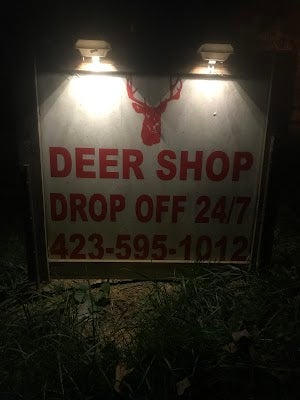 DEER SHOP
DROP OFF 24/7
423-595-1012